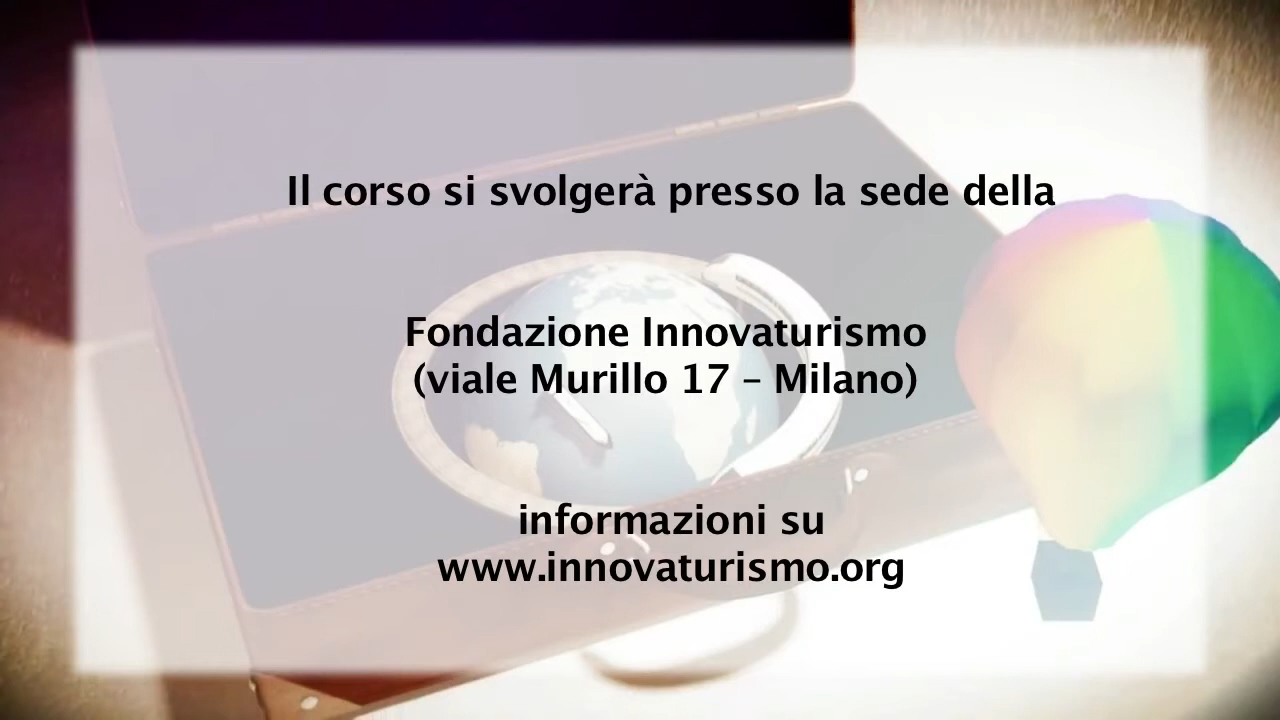 Il corso si svolgerà presso la sede della
Fondazione Innovaturismo
(viale Murillo 17 – Milano)
informazioni su
www.innovaturismo.org